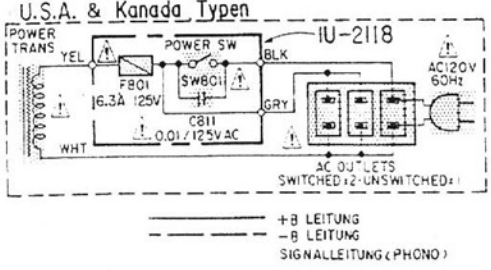 U.S.A. & Kanada Typen
POWER
TRANS
YEL
POWER SW
1U-2118
BLK
F801
6.3A 125V
SW801
AC120V
60Hz
GRY
C811
0.01/125VAC
WHT
AC OUTLETS
SWITCHED:2-UNSWITCHED:1
+B LEITUNG
-B LEITUNG
SIGNALLEITUNG (PHONO)